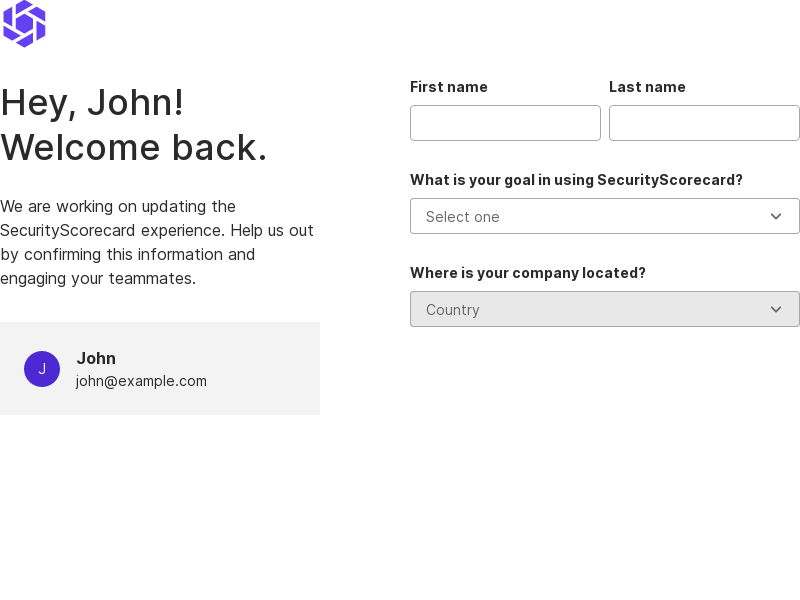 Hey, John!
Welcome back.
We are working on updating the
SecurityScorecard experience. Help us out
by confirming this information and
engaging your teammates.
J
John
john@example.com
First name
Last name
What is your goal in using SecurityScorecard?
Select one
Where is your company located?
Country